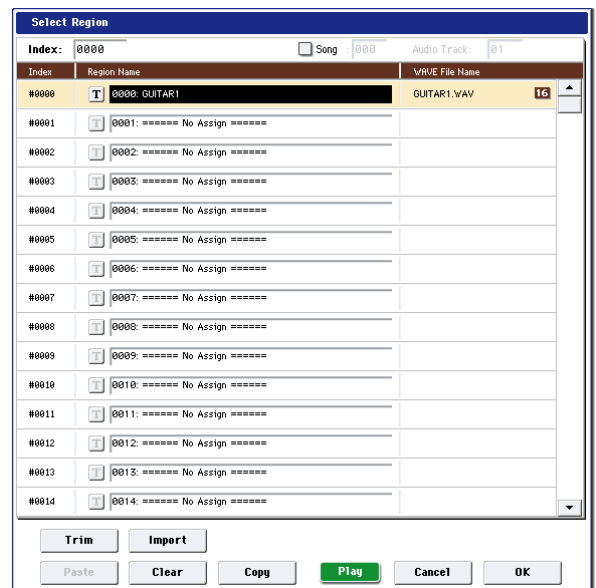 Select Region
Index: 0000 Song : 000 Audio Track: 01
Index Region Name WAVE File Name
#0000 T 0000: GUITAR1 GUITAR1.WAV 16
#0001 T 0001: ====== No Assign ======
#0002 T 0002: ====== No Assign ======
#0003 T 0003: ====== No Assign ======
#0004 T 0004: ====== No Assign ======
#0005 T 0005: ====== No Assign ======
#0006 T 0006: ====== No Assign ======
#0007 T 0007: ====== No Assign ======
#0008 T 0008: ====== No Assign ======
#0009 T 0009: ====== No Assign ======
#0010 T 0010: ====== No Assign ======
#0011 T 0011: ====== No Assign ======
#0012 T 0012: ====== No Assign ======
#0013 T 0013: ====== No Assign ======
#0014 T 0014: ====== No Assign ======
Trim Import
Paste Clear Copy Play Cancel OK